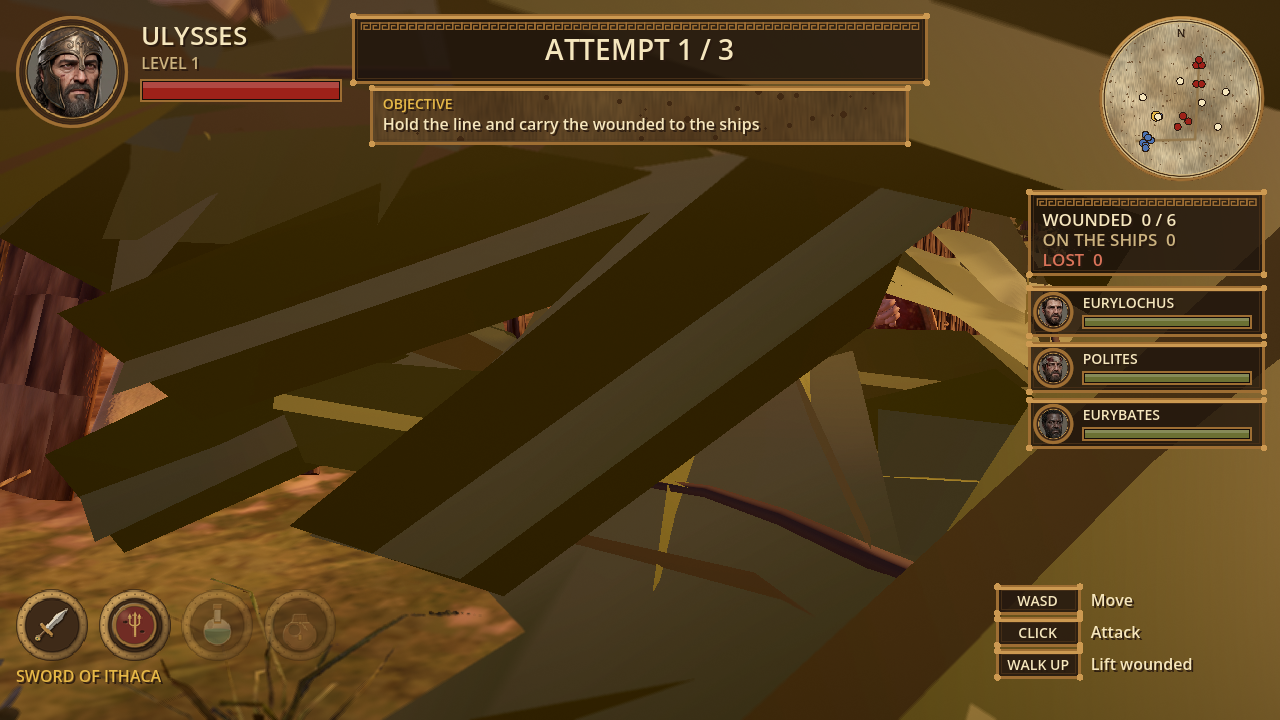 ULYSSES
LEVEL 1
ATTEMPT 1 / 3
OBJECTIVE
Hold the line and carry the wounded to the ships
N
WOUNDED 0 / 6
ON THE SHIPS 0
LOST 0
EURYLOCHUS
POLITES
EURYBATES
SWORD OF ITHACA
WASD Move
CLICK Attack
WALK UP Lift wounded